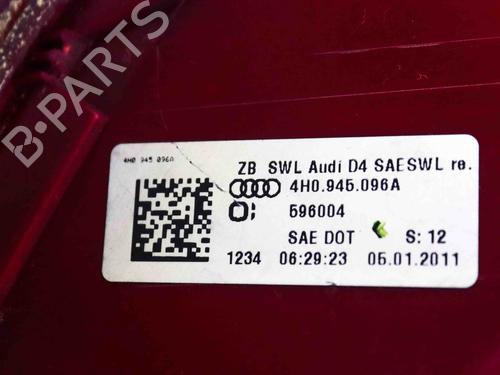 B-PARTS
4H0 945 096A
ZB SWL Audi D4 SAESWL re.
4H0.945.096A
596004
SAE DOT S: 12
1234 06:29:23 05.01.2011